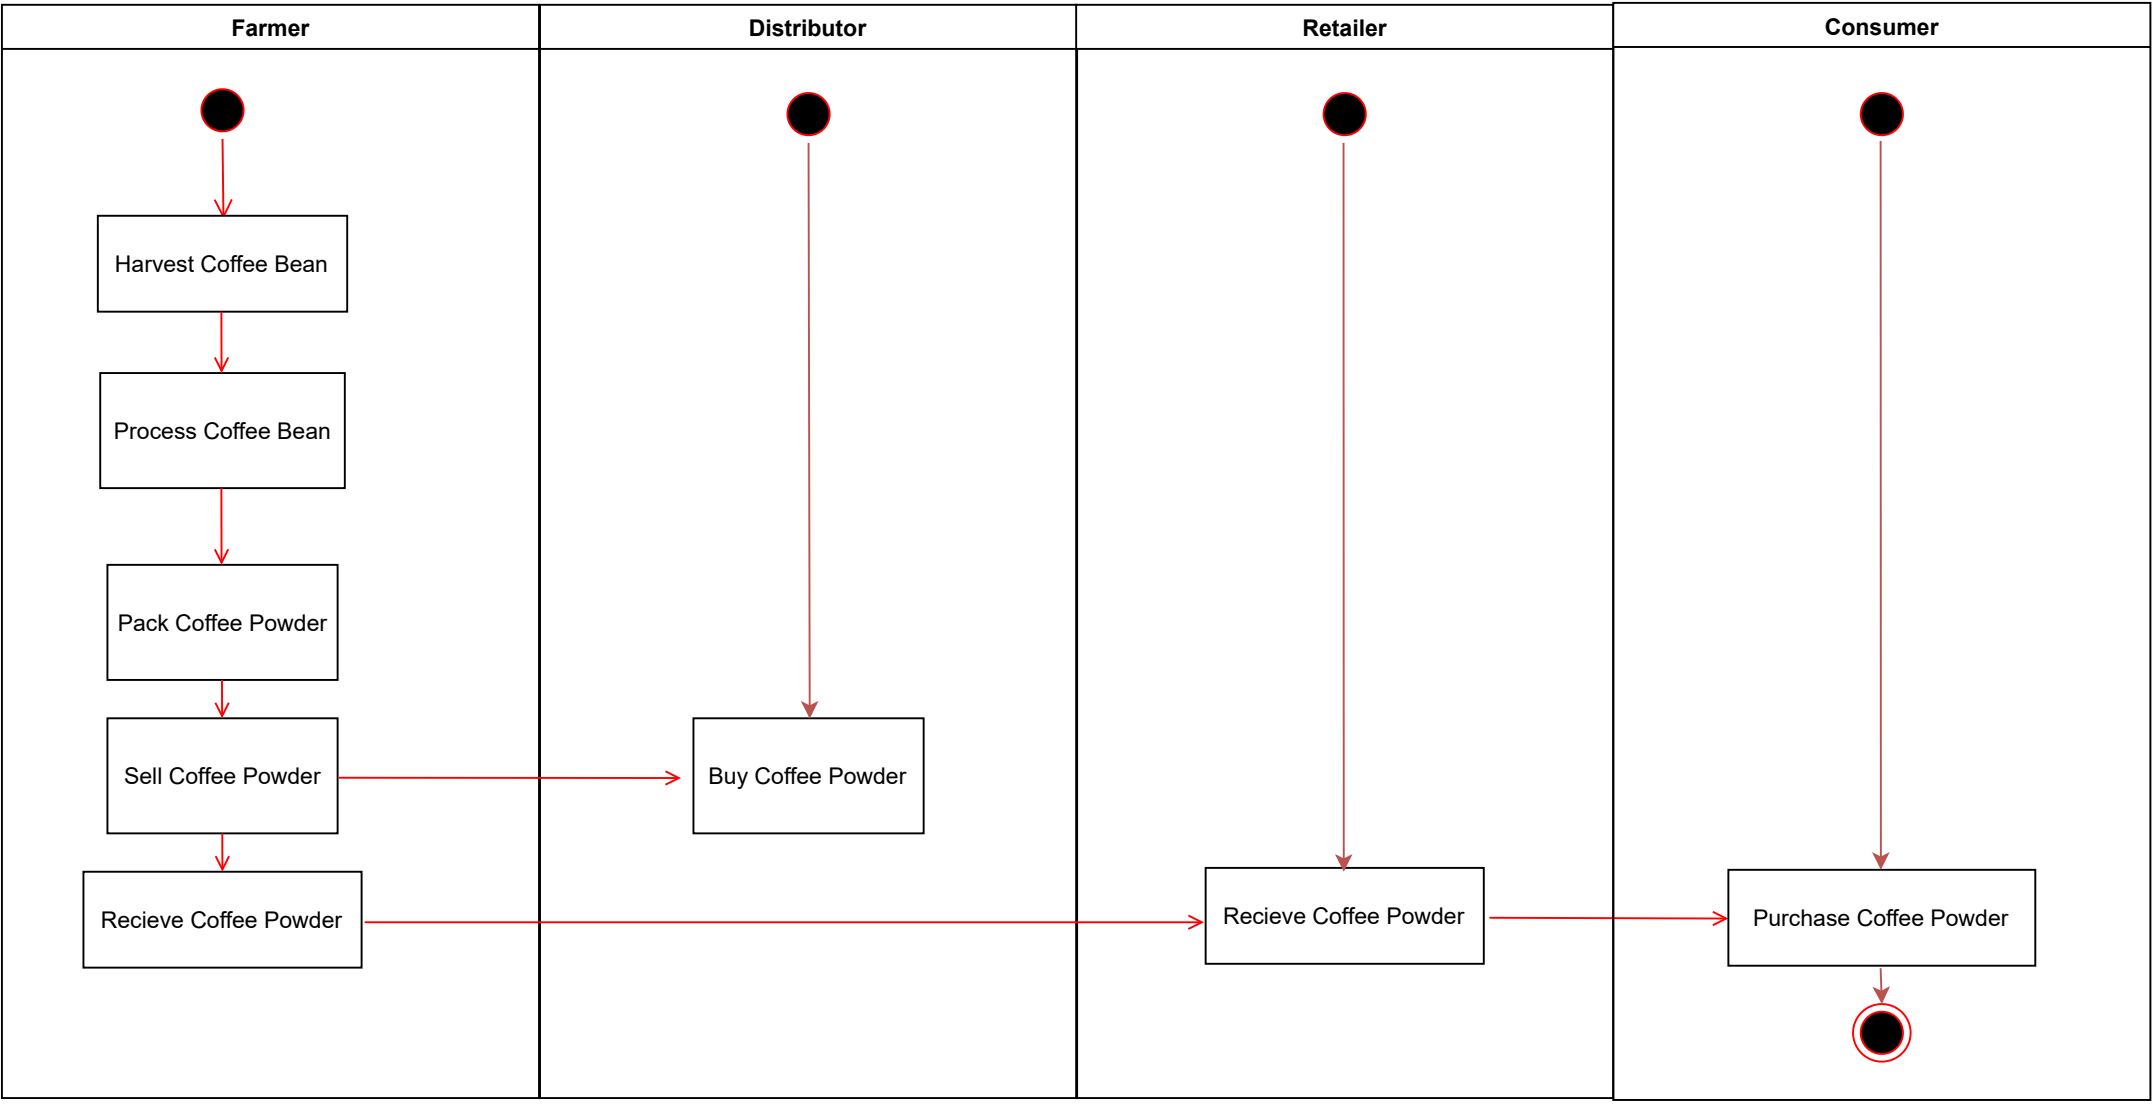 Farmer
Distributor
Retailer
Consumer
Harvest Coffee Bean
Process Coffee Bean
Pack Coffee Powder
Sell Coffee Powder
Buy Coffee Powder
Recieve Coffee Powder
Recieve Coffee Powder
Purchase Coffee Powder